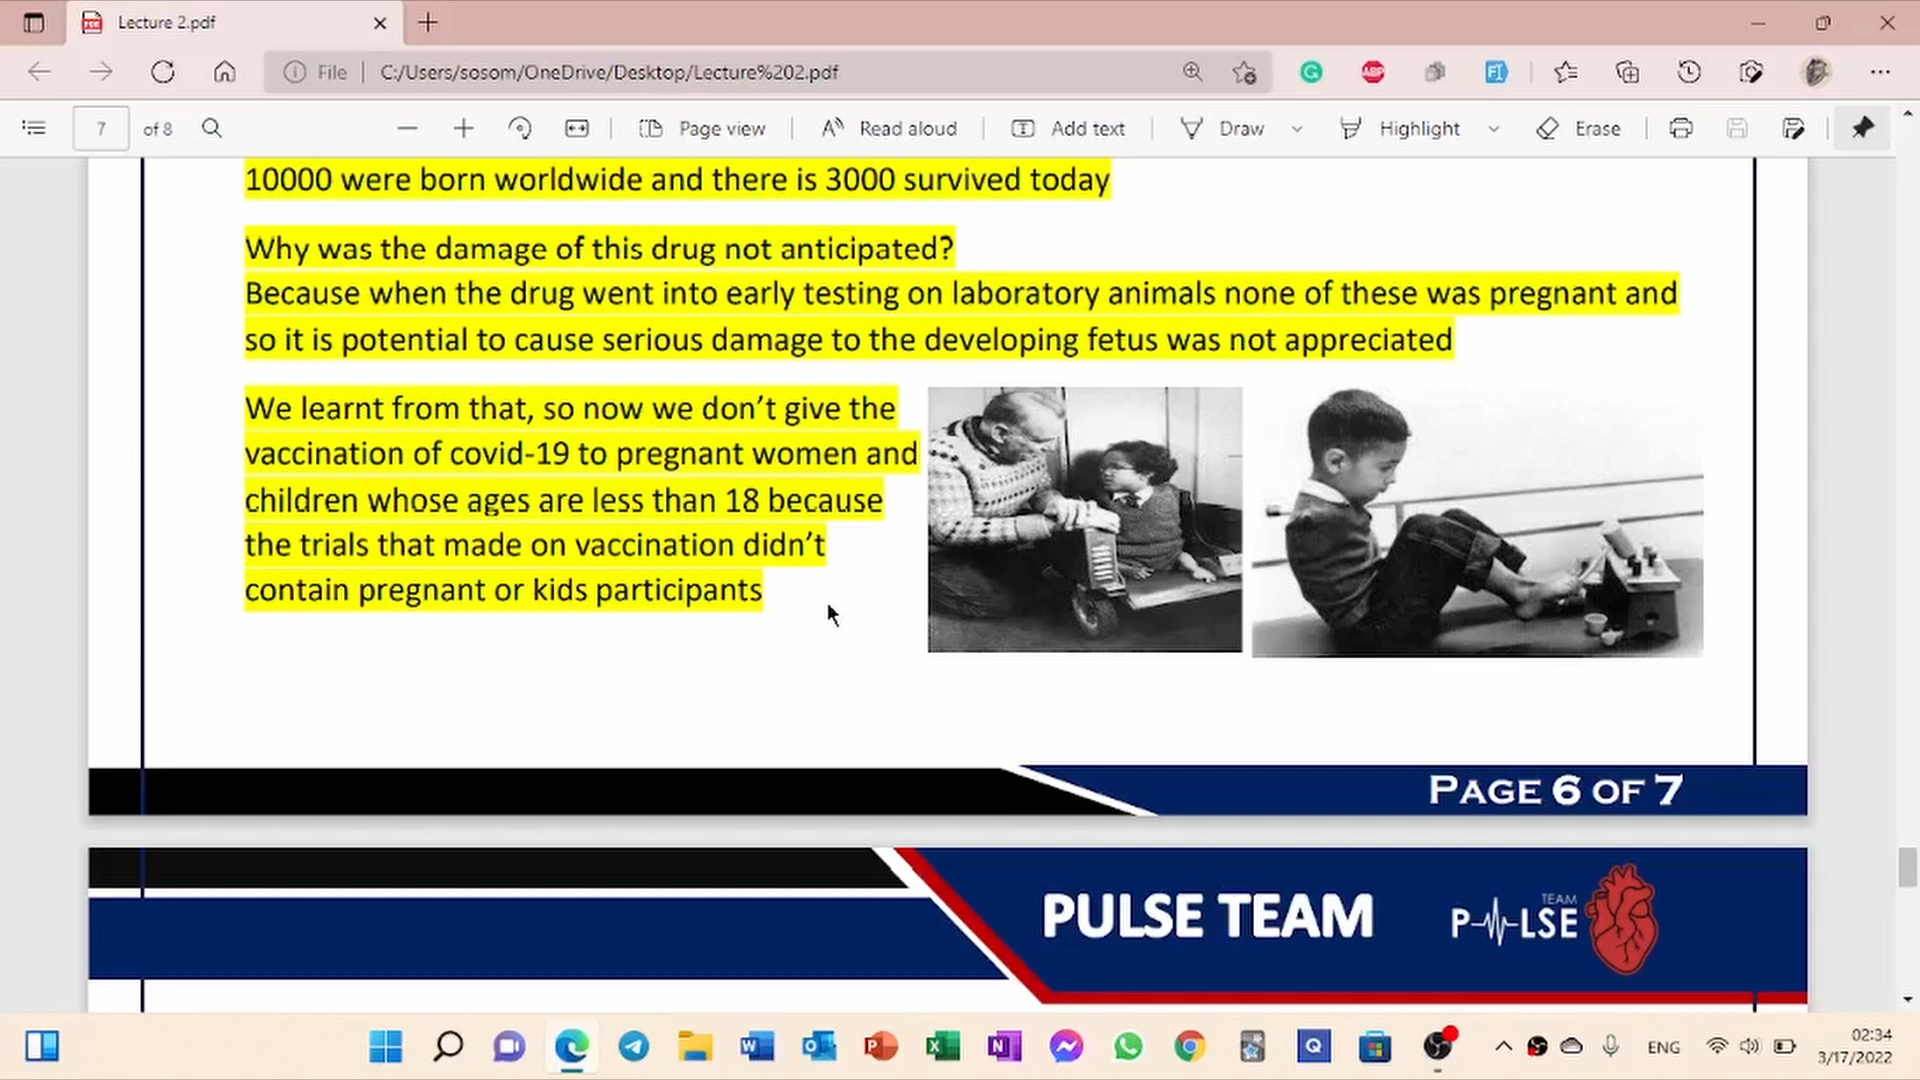 Lecture 2.pdf
File
C:/Users/sosom/OneDrive/Desktop/Lecture%202.pdf
ABP
7 of 8
Page view
Read aloud
Add text
Draw
Highlight
Erase
10000 were born worldwide and there is 3000 survived today
Why was the damage of this drug not anticipated?
Because when the drug went into early testing on laboratory animals none of these was pregnant and
so it is potential to cause serious damage to the developing fetus was not appreciated
We learnt from that, so now we don’t give the
vaccination of covid-19 to pregnant women and
children whose ages are less than 18 because
the trials that made on vaccination didn’t
contain pregnant or kids participants
PAGE 6 OF 7
PULSE TEAM
TEAM
P LSE
ENG
02:34
3/17/2022